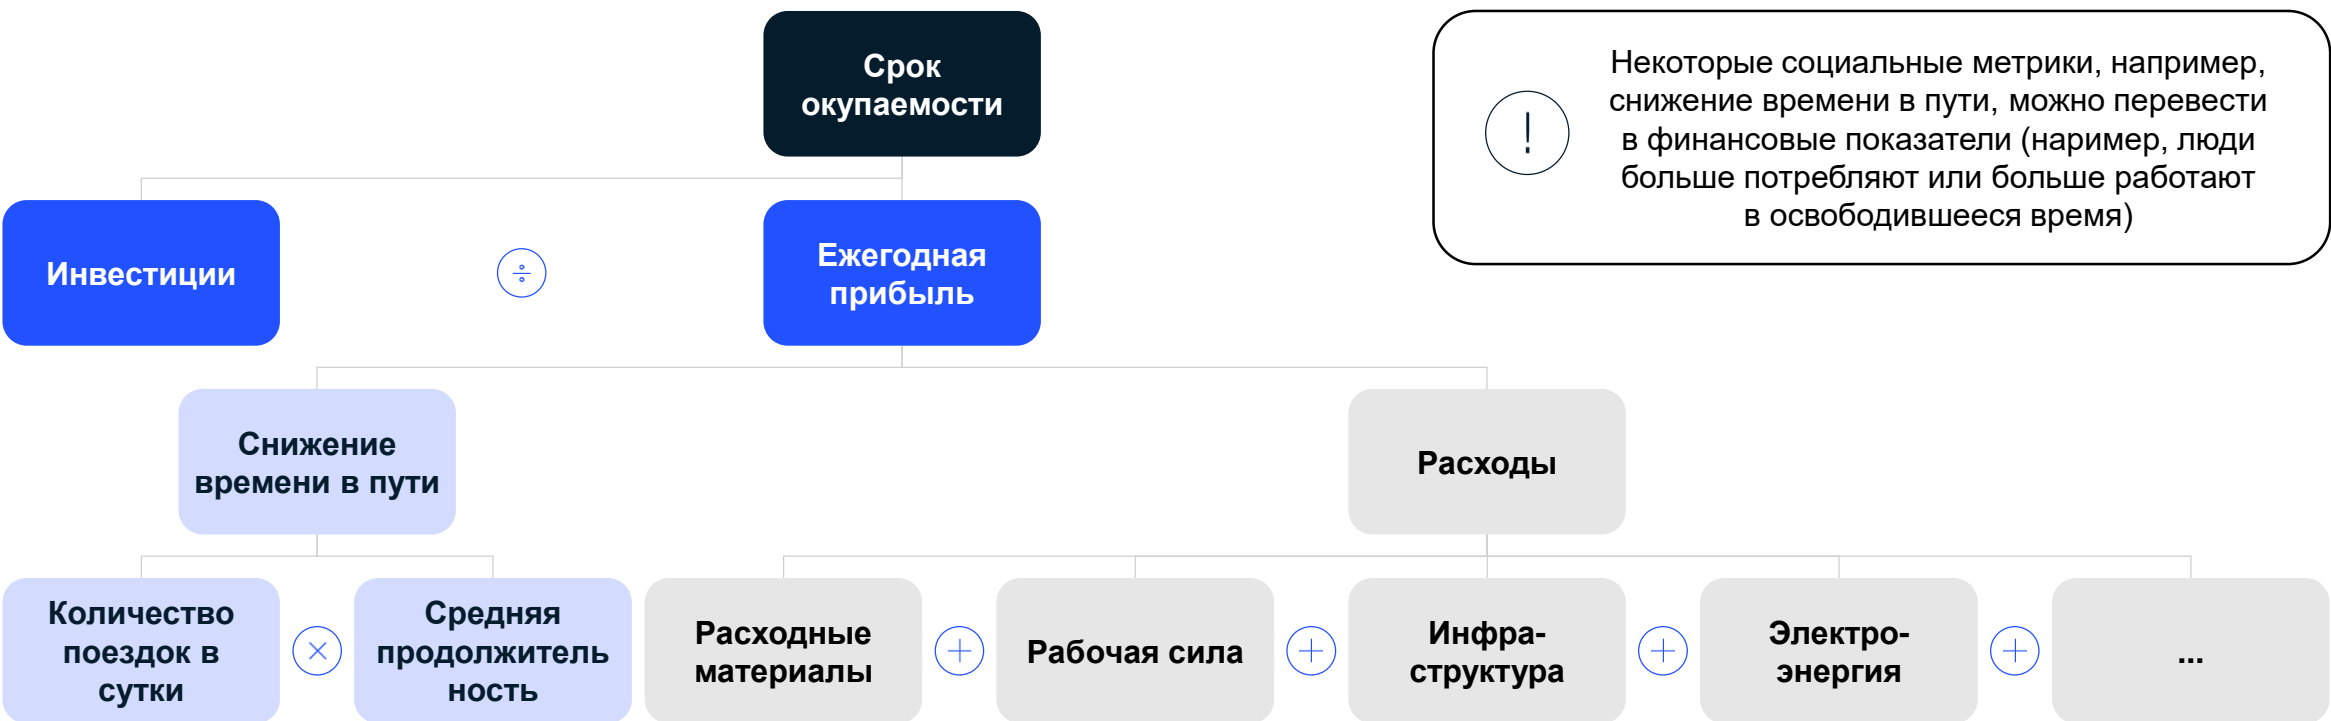 Срок
окупаемости
!
Некоторые социальные метрики, например,
снижение времени в пути, можно перевести
в финансовые показатели (наример, люди
больше потребляют или больше работают
в освободившееся время)
Инвестиции
÷
Ежегодная
прибыль
Снижение
времени в пути
Расходы
Количество
поездок в
сутки
×
Средняя
продолжитель
ность
Расходные
материалы
+
Рабочая сила
+
Инфра-
структура
+
Электро-
энергия
+
...